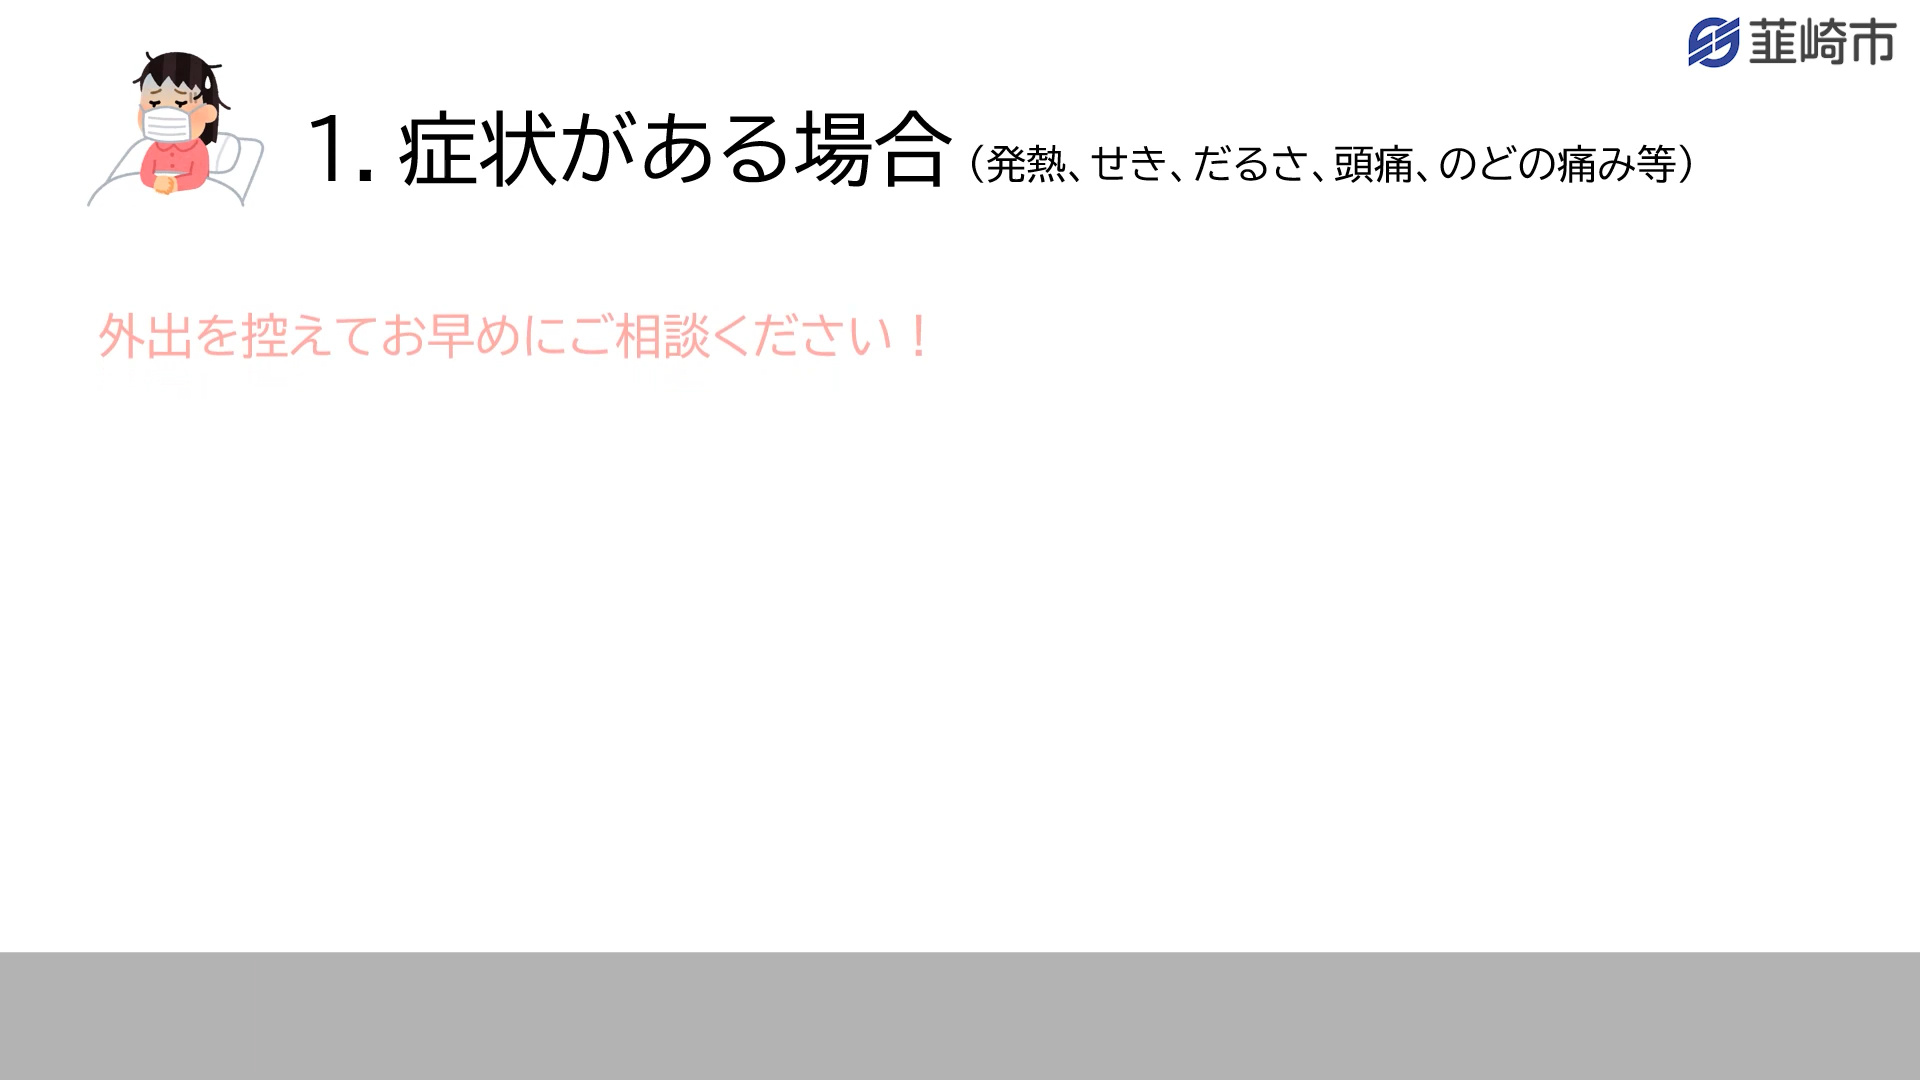 韮崎市
1. 症状がある場合（発熱、せき、だるさ、頭痛、のどの痛み等）
外出を控えてお早めにご相談ください！